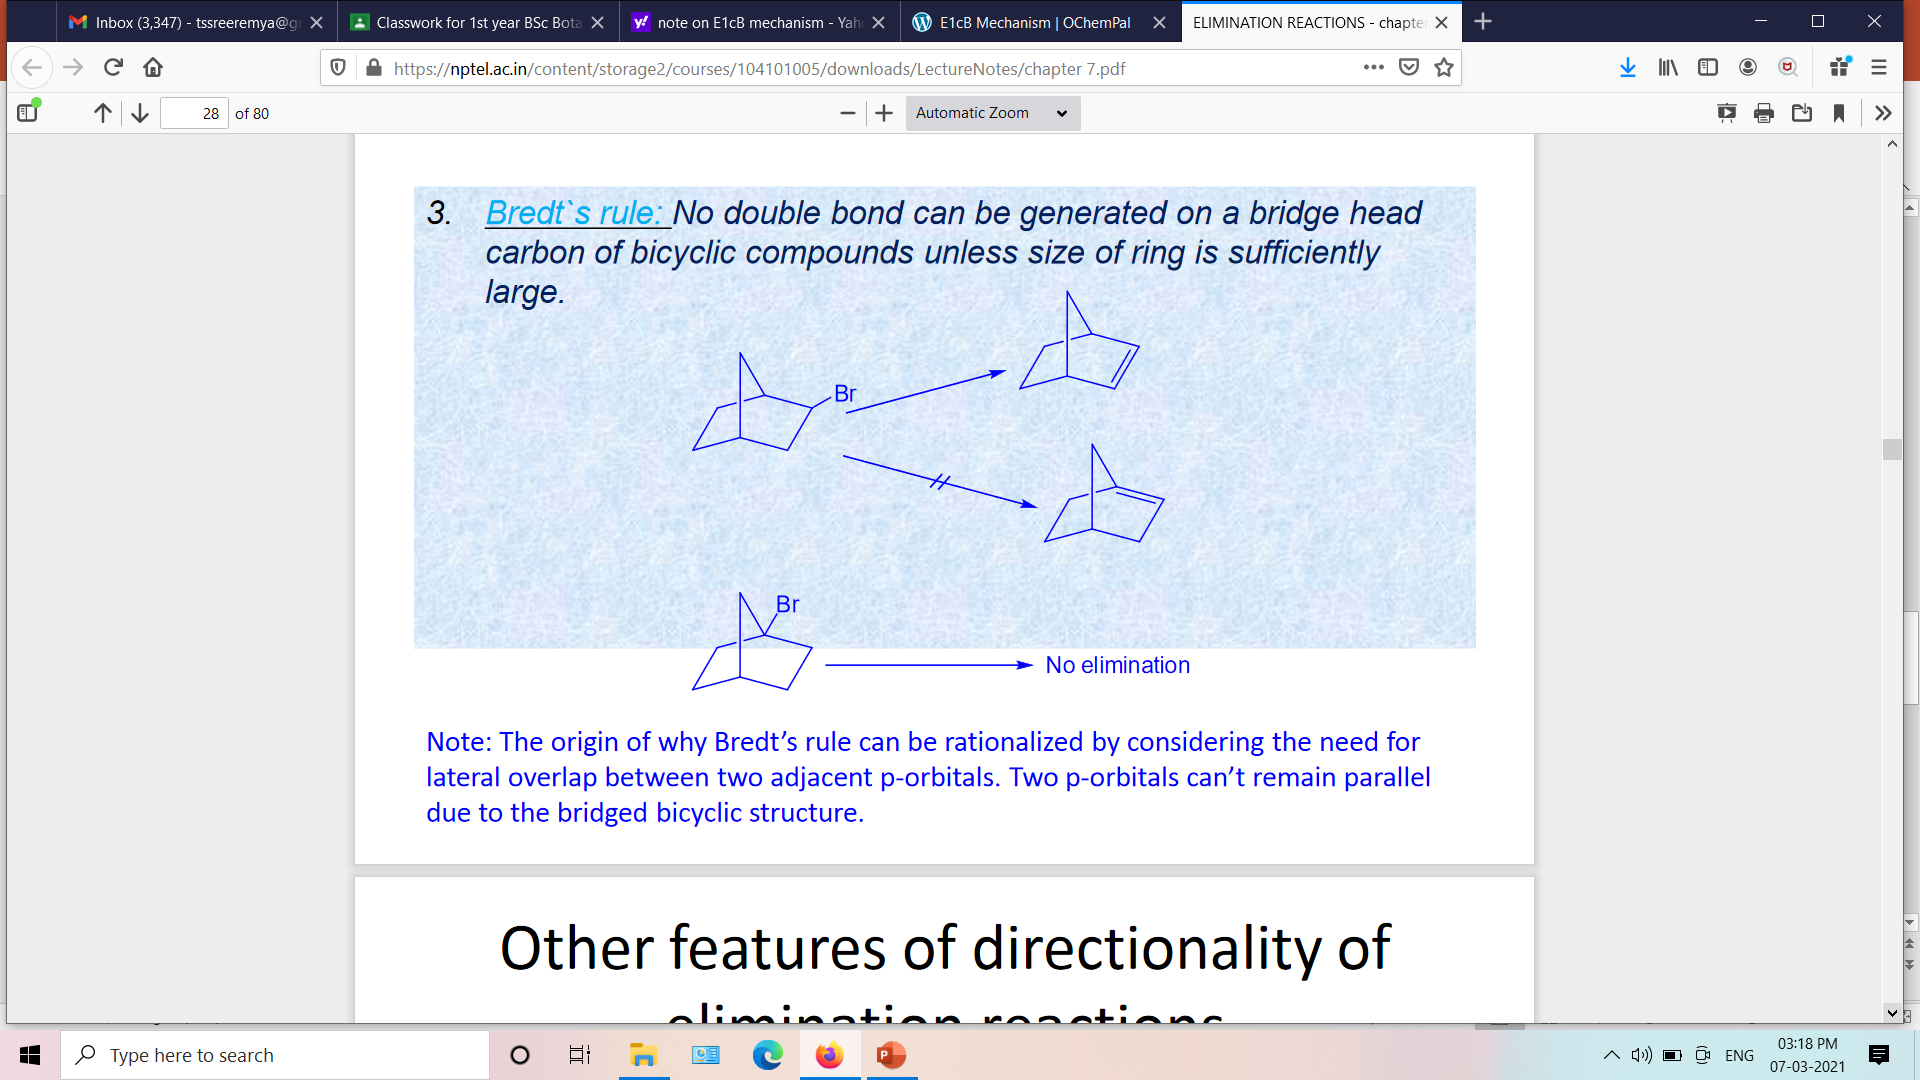 Inbox (3,347) - tssreeremya@g
Classwork for 1st year BSc Bota
note on E1cB mechanism - Yah
E1cB Mechanism | OChemPal
ELIMINATION REACTIONS - chapte
https://nptel.ac.in/content/storage2/courses/104101005/downloads/LectureNotes/chapter 7.pdf
28 of 80
Automatic Zoom
3. Bredt`s rule: No double bond can be generated on a bridge head
carbon of bicyclic compounds unless size of ring is sufficiently
large.
Br
Br
No elimination
Note: The origin of why Bredt’s rule can be rationalized by considering the need for
lateral overlap between two adjacent p-orbitals. Two p-orbitals can’t remain parallel
due to the bridged bicyclic structure.
Other features of directionality of
elimination reactions
Type here to search
ENG
03:18 PM
07-03-2021